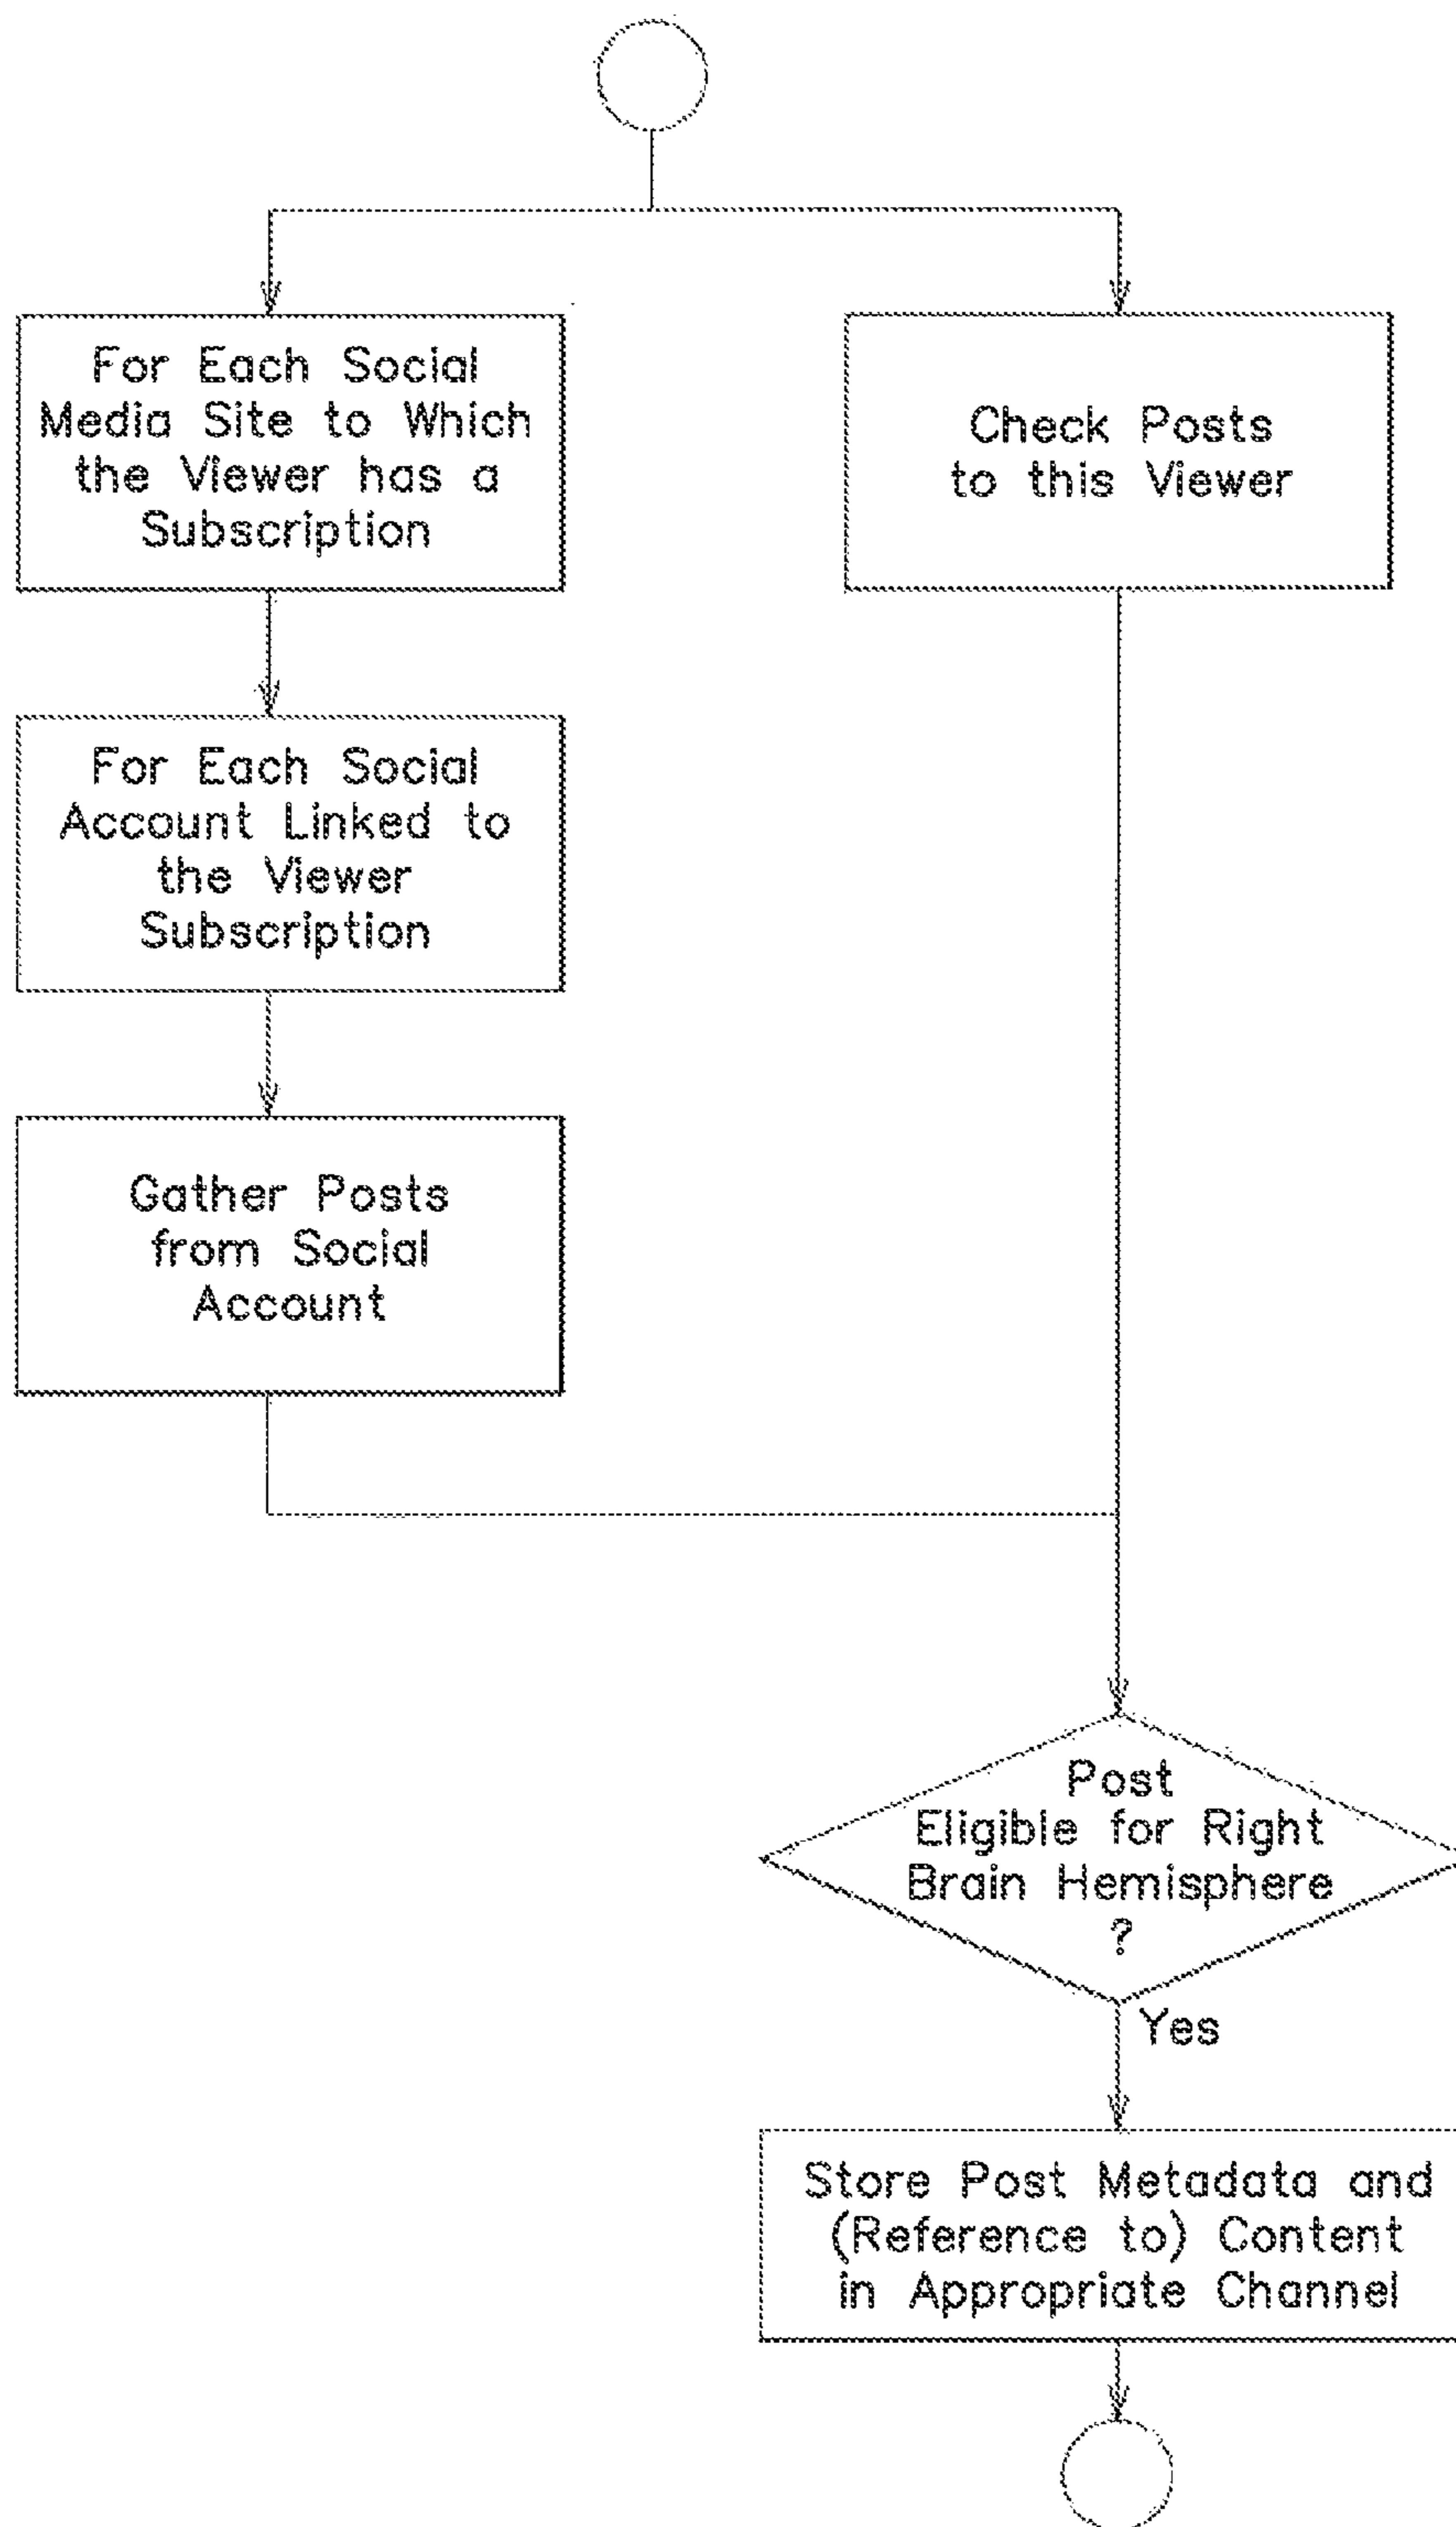 For Each Social
Media Site to Which
the Viewer has a
Subscription
Check Posts
to this Viewer
For Each Social
Account Linked to
the Viewer
Subscription
Gather Posts
from Social
Account
Post
Eligible for Right
Brain Hemisphere
?
Yes
Store Post Metadata and
(Reference to) Content
in Appropriate Channel